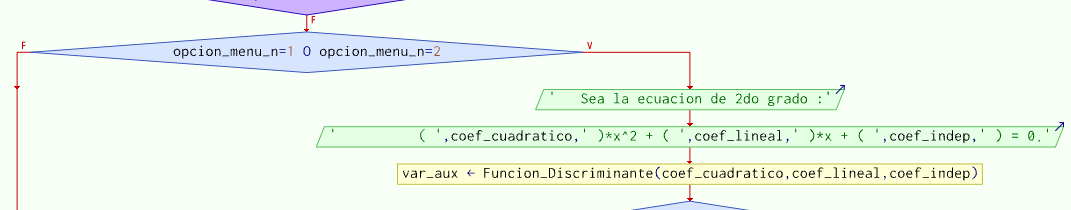 F
opcion_menu_n=1 O opcion_menu_n=2
F
V
'   Sea la ecuacion de 2do grado :'
'          ( ',coef_cuadratico,' )*x^2 + ( ',coef_lineal,' )*x + ( ',coef_indep,' ) = 0.'
var_aux ← Funcion_Discriminante(coef_cuadratico,coef_lineal,coef_indep)